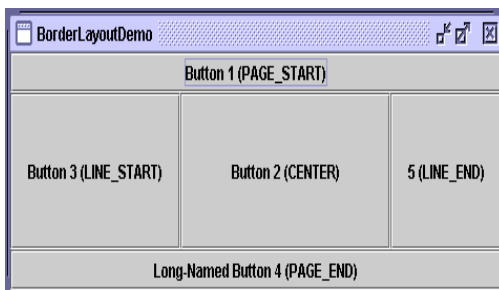 BorderLayoutDemo
Button 1 (PAGE_START)
Button 3 (LINE_START) Button 2 (CENTER) 5 (LINE_END)
Long-Named Button 4 (PAGE_END)